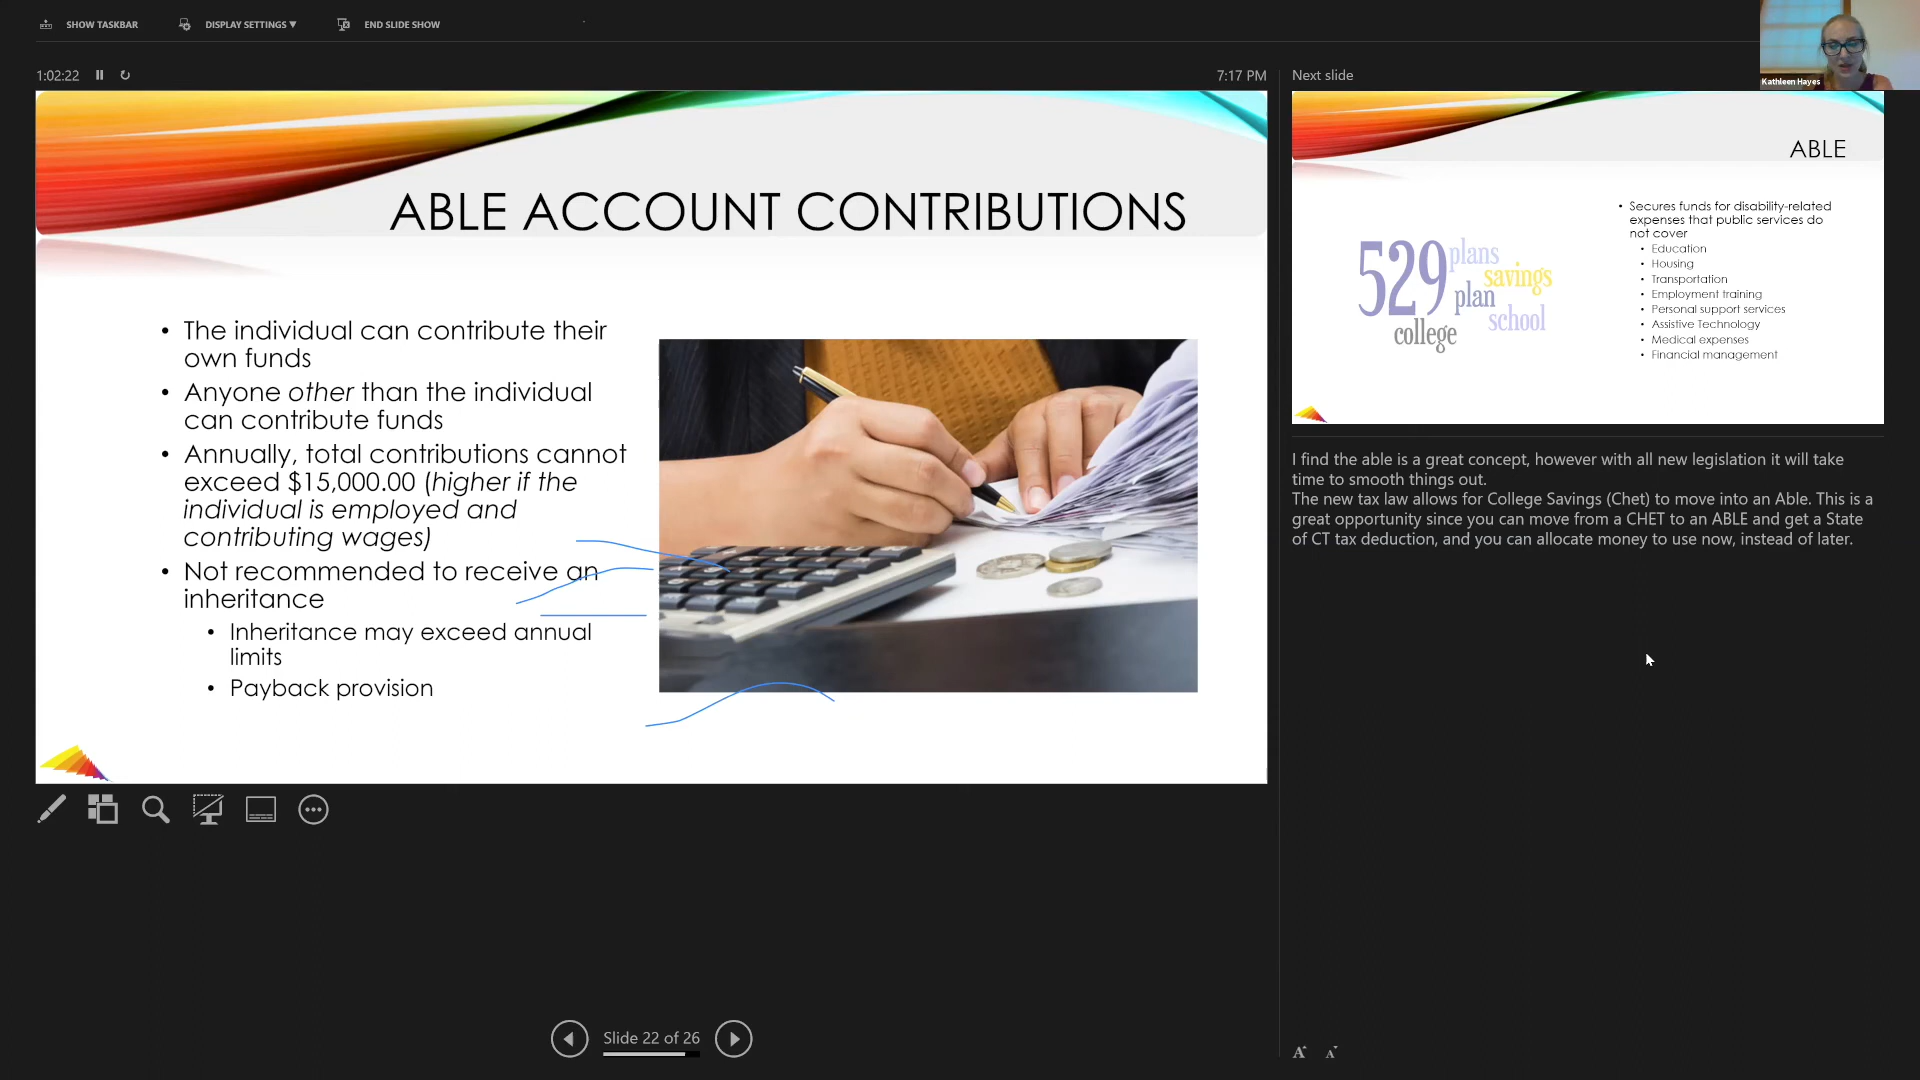 SHOW TASKBAR
DISPLAY SETTINGS ▼
END SLIDE SHOW
1:02:22
7:17 PM
Next slide
Kathleen Hayes
ABLE ACCOUNT CONTRIBUTIONS
• The individual can contribute their
own funds
• Anyone other than the individual
can contribute funds
• Annually, total contributions cannot
exceed $15,000.00 (higher if the
individual is employed and
contributing wages)
• Not recommended to receive an
inheritance
• Inheritance may exceed annual
limits
• Payback provision
ABLE
529 plans
savings
plan
school
college
• Secures funds for disability-related
expenses that public services do
not cover
• Education
• Housing
• Transportation
• Employment training
• Personal support services
• Assistive Technology
• Medical expenses
• Financial management
I find the able is a great concept, however with all new legislation it will take
time to smooth things out.
The new tax law allows for College Savings (Chet) to move into an Able. This is a
great opportunity since you can move from a CHET to an ABLE and get a State
of CT tax deduction, and you can allocate money to use now, instead of later.
Slide 22 of 26
A A